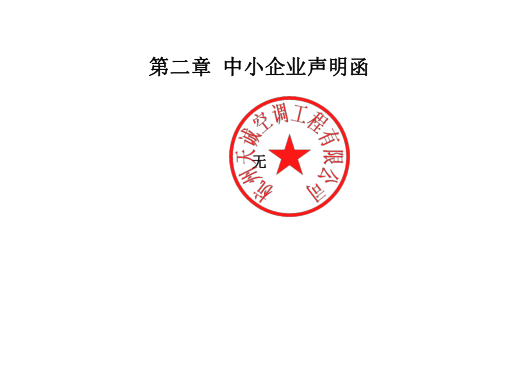 第二章 中小企业声明函
杭州天诚空调工程有限公司
无